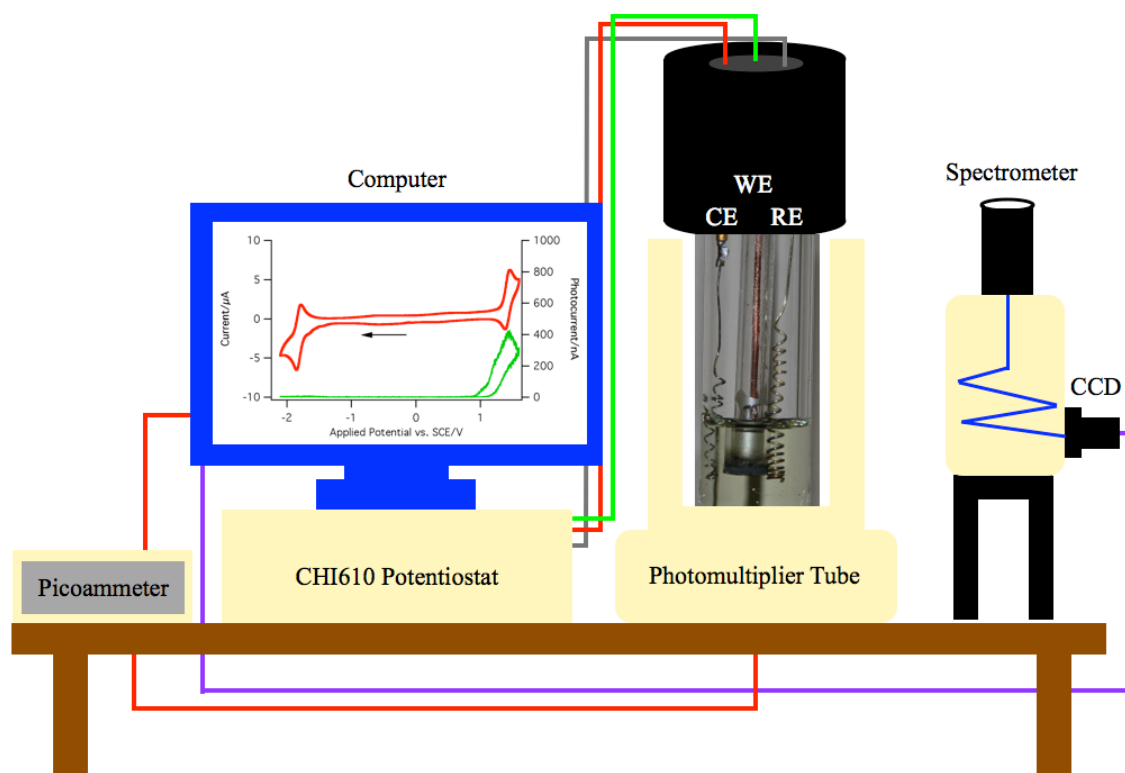 Computer
Spectrometer
WE
CE RE
CCD
10
5
0
-5
-10
Current/µA
1000
800
600
400
200
0
Photocurrent/nA
-2 -1 0 1
Applied Potential vs. SCE/V
Picoammeter
CHI610 Potentiostat
Photomultiplier Tube